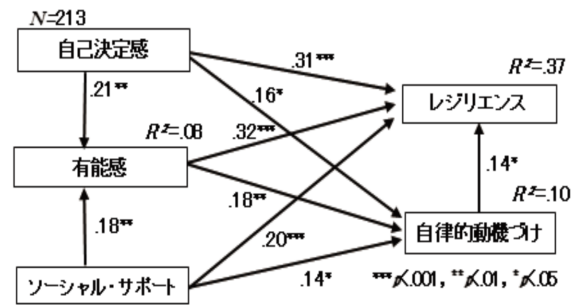 N=213
自己決定感
.31***
R²=.37
レジリエンス
.21**
.16*
R²=.08
.32***
有能感
.14*
.18**
R²=.10
自律的動機づけ
.18**
.20***
ソーシャル・サポート
.14*
***p<.001, **p<.01, *p<.05